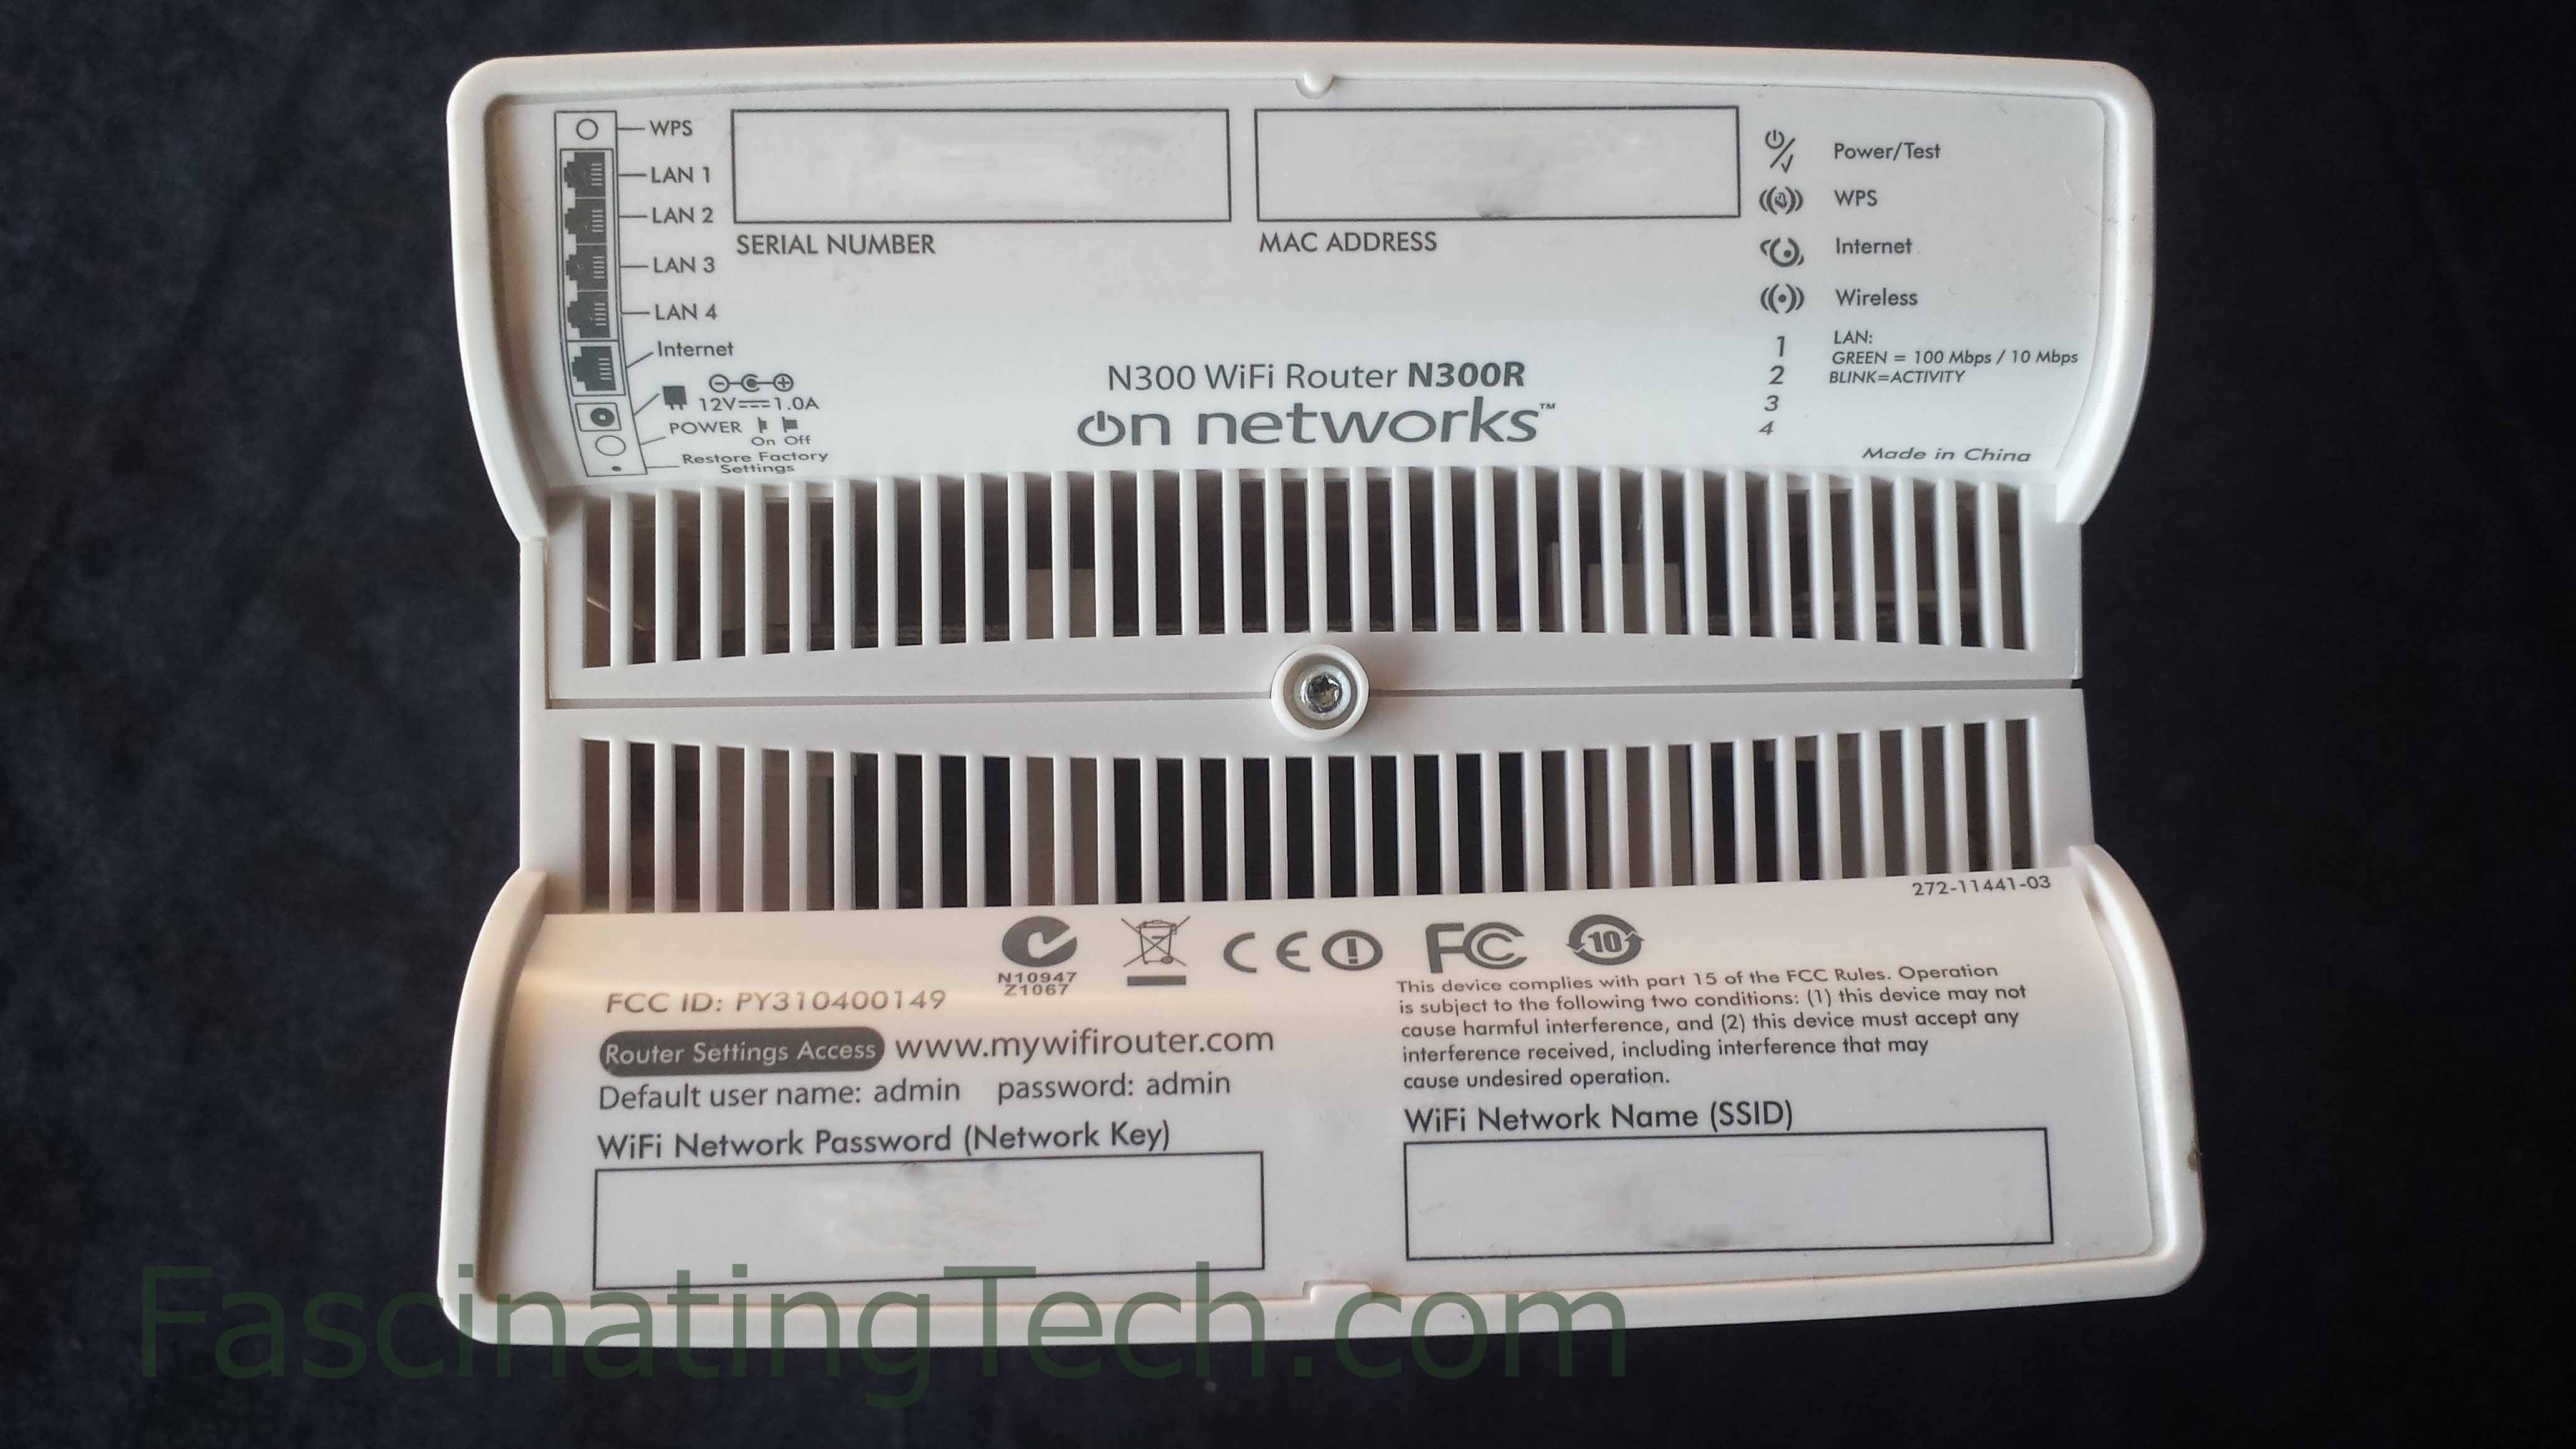 WPS
LAN 1
LAN 2
LAN 3
LAN 4
Internet
12V 1.0A
POWER
On Off
Restore Factory
Settings
SERIAL NUMBER
MAC ADDRESS
Power/Test
WPS
Internet
Wireless
1
2
3
4
LAN:
GREEN = 100 Mbps / 10 Mbps
BLINK=ACTIVITY
Made in China
N300 WiFi Router N300R
on networks™
272-11441-03
N10947
Z1067
CE
FC
10
FCC ID: PY310400149
Router Settings Access www.mywifirouter.com
Default user name: admin password: admin
WiFi Network Password (Network Key)
This device complies with part 15 of the FCC Rules. Operation
is subject to the following two conditions: (1) this device may not
cause harmful interference, and (2) this device must accept any
interference received, including interference that may
cause undesired operation.
WiFi Network Name (SSID)
FascinatingTech.com